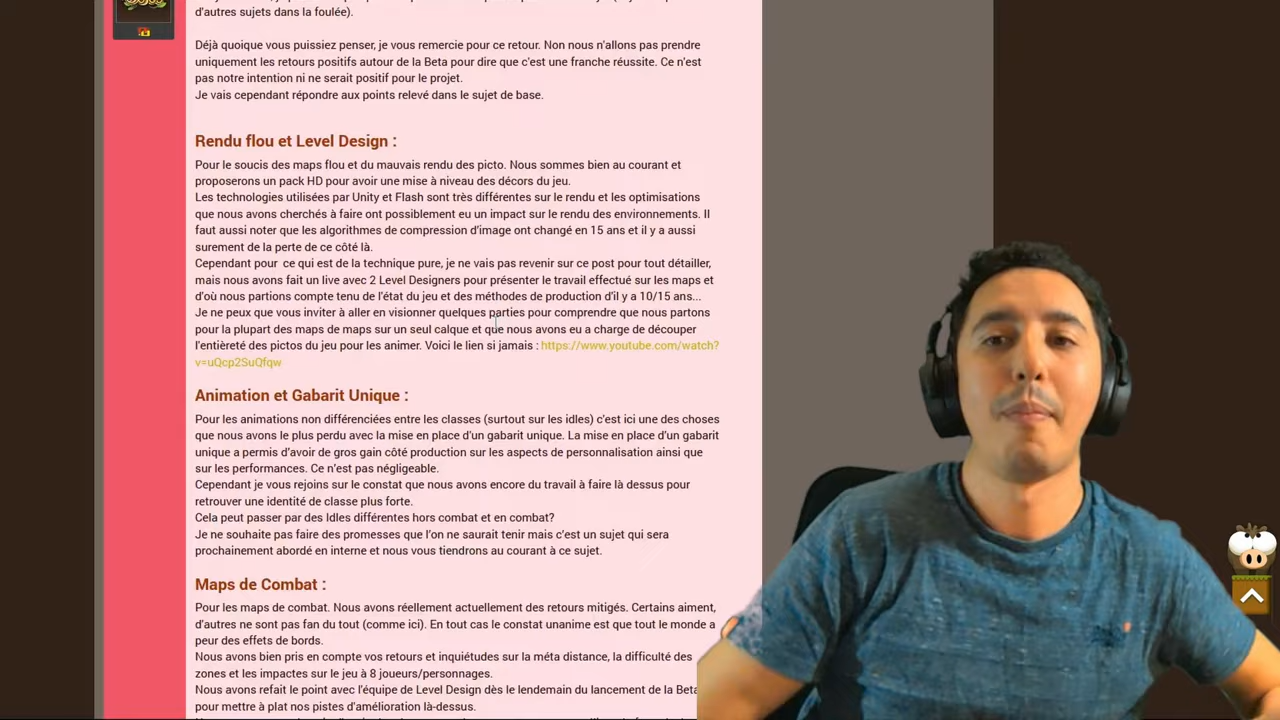 d'autres sujets dans la foulée).
Déjà quoique vous puissiez penser, je vous remercie pour ce retour. Non nous n'allons pas prendre
uniquement les retours positifs autour de la Beta pour dire que c'est une franche réussite. Ce n'est
pas notre intention ni ne serait positif pour le projet.
Je vais cependant répondre aux points relevé dans le sujet de base.
Rendu flou et Level Design :
Pour le soucis des maps flou et du mauvais rendu des picto. Nous sommes bien au courant et
proposerons un pack HD pour avoir une mise à niveau des décors du jeu.
Les technologies utilisées par Unity et Flash sont très différentes sur le rendu et les optimisations
que nous avons cherchés à faire ont possiblement eu un impact sur le rendu des environnements. Il
faut aussi noter que les algorithmes de compression d'image ont changé en 15 ans et il y a aussi
surement de la perte de ce côté là.
Cependant pour  ce qui est de la technique pure, je ne vais pas revenir sur ce post pour tout détailler,
mais nous avons fait un live avec 2 Level Designers pour présenter le travail effectué sur les maps et
d'où nous partions compte tenu de l'état du jeu et des méthodes de production d'il y a 10/15 ans...
Je ne peux que vous inviter à aller en visionner quelques parties pour comprendre que nous partons
pour la plupart des maps de maps sur un seul calque et que nous avons eu a charge de découper
l'entièreté des pictos du jeu pour les animer. Voici le lien si jamais : https://www.youtube.com/watch?
v=uQcp2SuQfqw
Animation et Gabarit Unique :
Pour les animations non différenciées entre les classes (surtout sur les idles) c'est ici une des choses
que nous avons le plus perdu avec la mise en place d'un gabarit unique. La mise en place d'un gabarit
unique a permis d'avoir de gros gain côté production sur les aspects de personnalisation ainsi que
sur les performances. Ce n'est pas négligeable.
Cependant je vous rejoins sur le constat que nous avons encore du travail à faire là dessus pour
retrouver une identité de classe plus forte.
Cela peut passer par des Idles différentes hors combat et en combat?
Je ne souhaite pas faire des promesses que l'on ne saurait tenir mais c'est un sujet qui sera
prochainement abordé en interne et nous vous tiendrons au courant à ce sujet.
Maps de Combat :
Pour les maps de combat. Nous avons réellement actuellement des retours mitigés. Certains aiment,
d'autres ne sont pas fan du tout (comme ici). En tout cas le constat unanime est que tout le monde a
peur des effets de bords.
Nous avons bien pris en compte vos retours et inquiétudes sur la méta distance, la difficulté des
zones et les impactes sur le jeu à 8 joueurs/personnages.
Nous avons refait le point avec l'équipe de Level Design dès le lendemain du lancement de la Beta
pour mettre à plat nos pistes d'amélioration là-dessus.